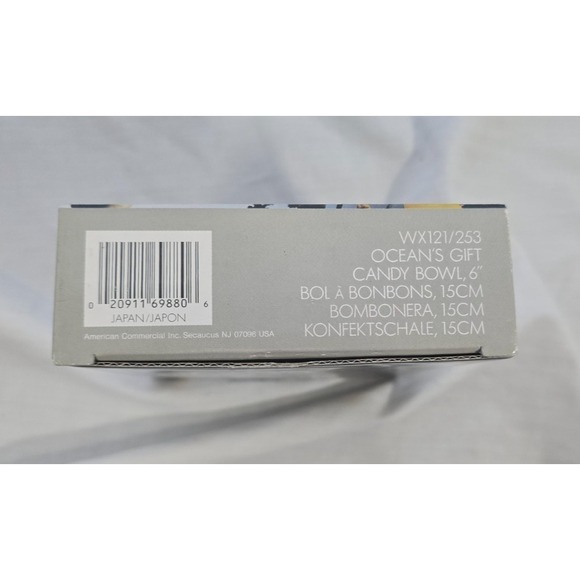 0 20911 69880 6
JAPAN/JAPON
American Commercial Inc. Secaucus NJ 07096 USA
WX121/253
OCEAN'S GIFT
CANDY BOWL, 6"
BOL À BONBONS, 15CM
BOMBONERA, 15CM
KONFEKTSCHALE, 15CM